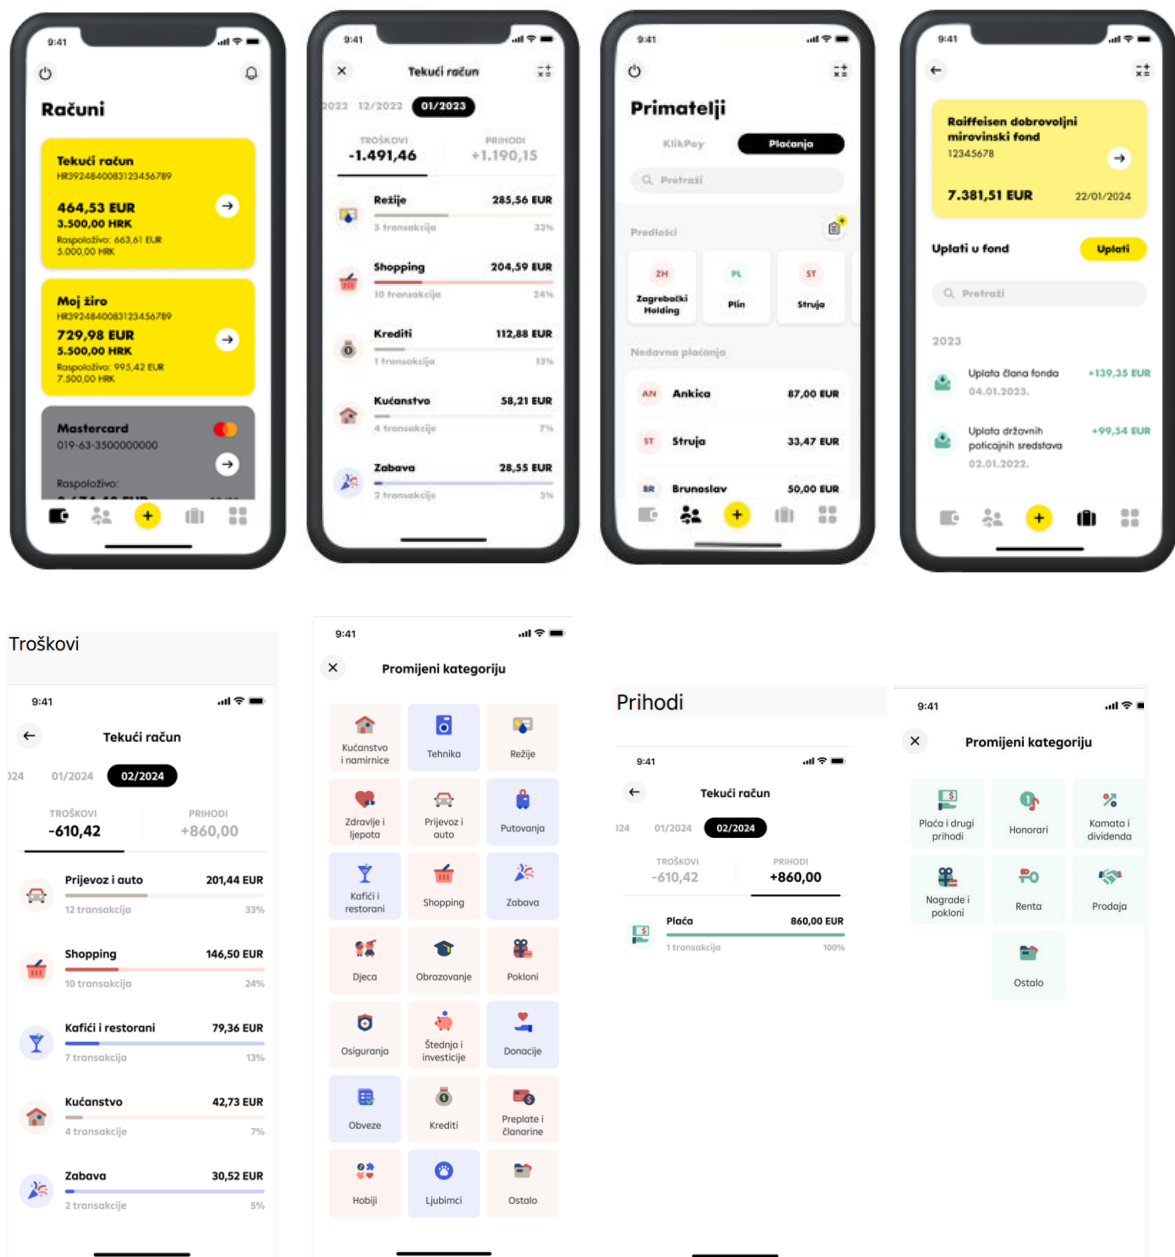 9:41
Računi
Tekući račun
HR3924840083123456789
464,53 EUR
3.500,00 HRK
Raspoloživo: 663,61 EUR
5.000,00 HRK
Moj žiro
HR3924840083123456789
729,98 EUR
5.500,00 HRK
Raspoloživo: 995,42 EUR
7.500,00 HRK
Mastercard
019-63-3500000000
Raspoloživo:
9:41
Tekući račun
2022 12/2022 01/2023
TROŠKOVI PRIHODI
-1.491,46 +1.190,15
Režije 285,56 EUR
5 transakcija 33%
Shopping 204,59 EUR
10 transakcija 24%
Krediti 112,88 EUR
1 transakcija 13%
Kućanstvo 58,21 EUR
4 transakcije 7%
Zabava 28,55 EUR
2 transakcije 3%
9:41
Primatelji
KlikPay Plaćanja
Pretraži
Predlošci
ZH PL ST
Zagrebački Holding
Plin
Struja
Nedavna plaćanja
AN Ankica 87,00 EUR
ST Struja 33,47 EUR
BR Brunoslav 50,00 EUR
9:41
Raiffeisen dobrovoljni
mirovinski fond
12345678
7.381,51 EUR 22/01/2024
Uplati u fond Uplati
Pretraži
2023
Uplata člana fonda +139,35 EUR
04.01.2023.
Uplata državnih +99,54 EUR
poticajnih sredstava
02.01.2022.
Troškovi
9:41
Tekući račun
024 01/2024 02/2024
TROŠKOVI PRIHODI
-610,42 +860,00
Prijevoz i auto 201,44 EUR
12 transakcija 33%
Shopping 146,50 EUR
10 transakcija 24%
Kafići i restorani 79,36 EUR
7 transakcija 13%
Kućanstvo 42,73 EUR
4 transakcije 7%
Zabava 30,52 EUR
2 transakcije 5%
9:41
Promijeni kategoriju
Kućanstvo
i namirnice
Tehnika
Režije
Zdravlje i
ljepota
Prijevoz i
auto
Putovanja
Kafići i
restorani
Shopping
Zabava
Djeca
Obrazovanje
Pokloni
Osiguranja
Štednja i
investicije
Donacije
Obveze
Krediti
Preplate i
članarine
Hobiji
Ljubimci
Ostalo
Prihodi
9:41
Tekući račun
024 01/2024 02/2024
TROŠKOVI PRIHODI
-610,42 +860,00
Plaća 860,00 EUR
1 transakcija 100%
9:41
Promijeni kategoriju
Plaća i drugi
prihodi
Honorari
Kamata i
dividenda
Nagrade i
pokloni
Renta
Prodaja
Ostalo